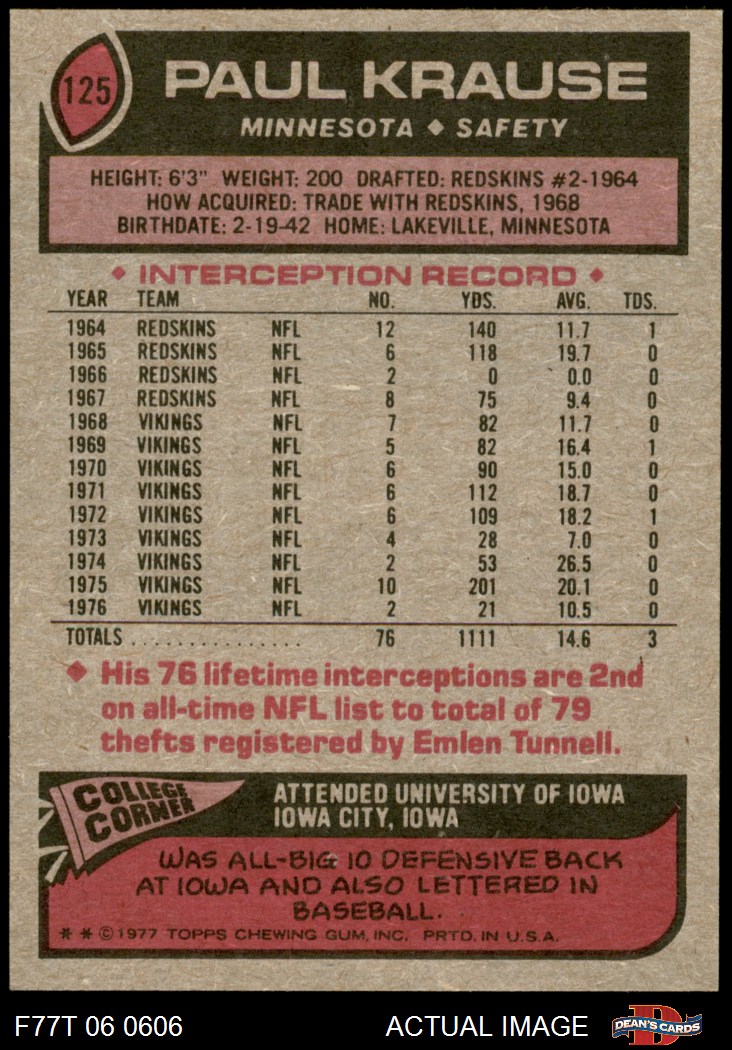 125
PAUL KRAUSE
MINNESOTA ◆ SAFETY
HEIGHT: 6'3" WEIGHT: 200 DRAFTED: REDSKINS #2-1964
HOW ACQUIRED: TRADE WITH REDSKINS, 1968
BIRTHDATE: 2-19-42 HOME: LAKEVILLE, MINNESOTA
◆ INTERCEPTION RECORD ◆
YEAR TEAM NO. YDS. AVG. TDS.
1964 REDSKINS NFL 12 140 11.7 1
1965 REDSKINS NFL 6 118 19.7 0
1966 REDSKINS NFL 2 0 0.0 0
1967 REDSKINS NFL 8 75 9.4 0
1968 VIKINGS NFL 7 82 11.7 0
1969 VIKINGS NFL 5 82 16.4 1
1970 VIKINGS NFL 6 90 15.0 0
1971 VIKINGS NFL 6 112 18.7 0
1972 VIKINGS NFL 6 109 18.2 1
1973 VIKINGS NFL 4 28 7.0 0
1974 VIKINGS NFL 2 53 26.5 0
1975 VIKINGS NFL 10 201 20.1 0
1976 VIKINGS NFL 2 21 10.5 0
TOTALS ................ 76 1111 14.6 3
◆ His 76 lifetime interceptions are 2nd
on all-time NFL list to total of 79
thefts registered by Emlen Tunnell.
COLLEGE
CORNER
ATTENDED UNIVERSITY OF IOWA
IOWA CITY, IOWA
WAS ALL-BIG 10 DEFENSIVE BACK
AT IOWA AND ALSO LETTERED IN
BASEBALL.
* * © 1977 TOPPS CHEWING GUM, INC. PRTD. IN U.S.A.
F77T 06 0606 ACTUAL IMAGE
D
DEAN'S CARDS